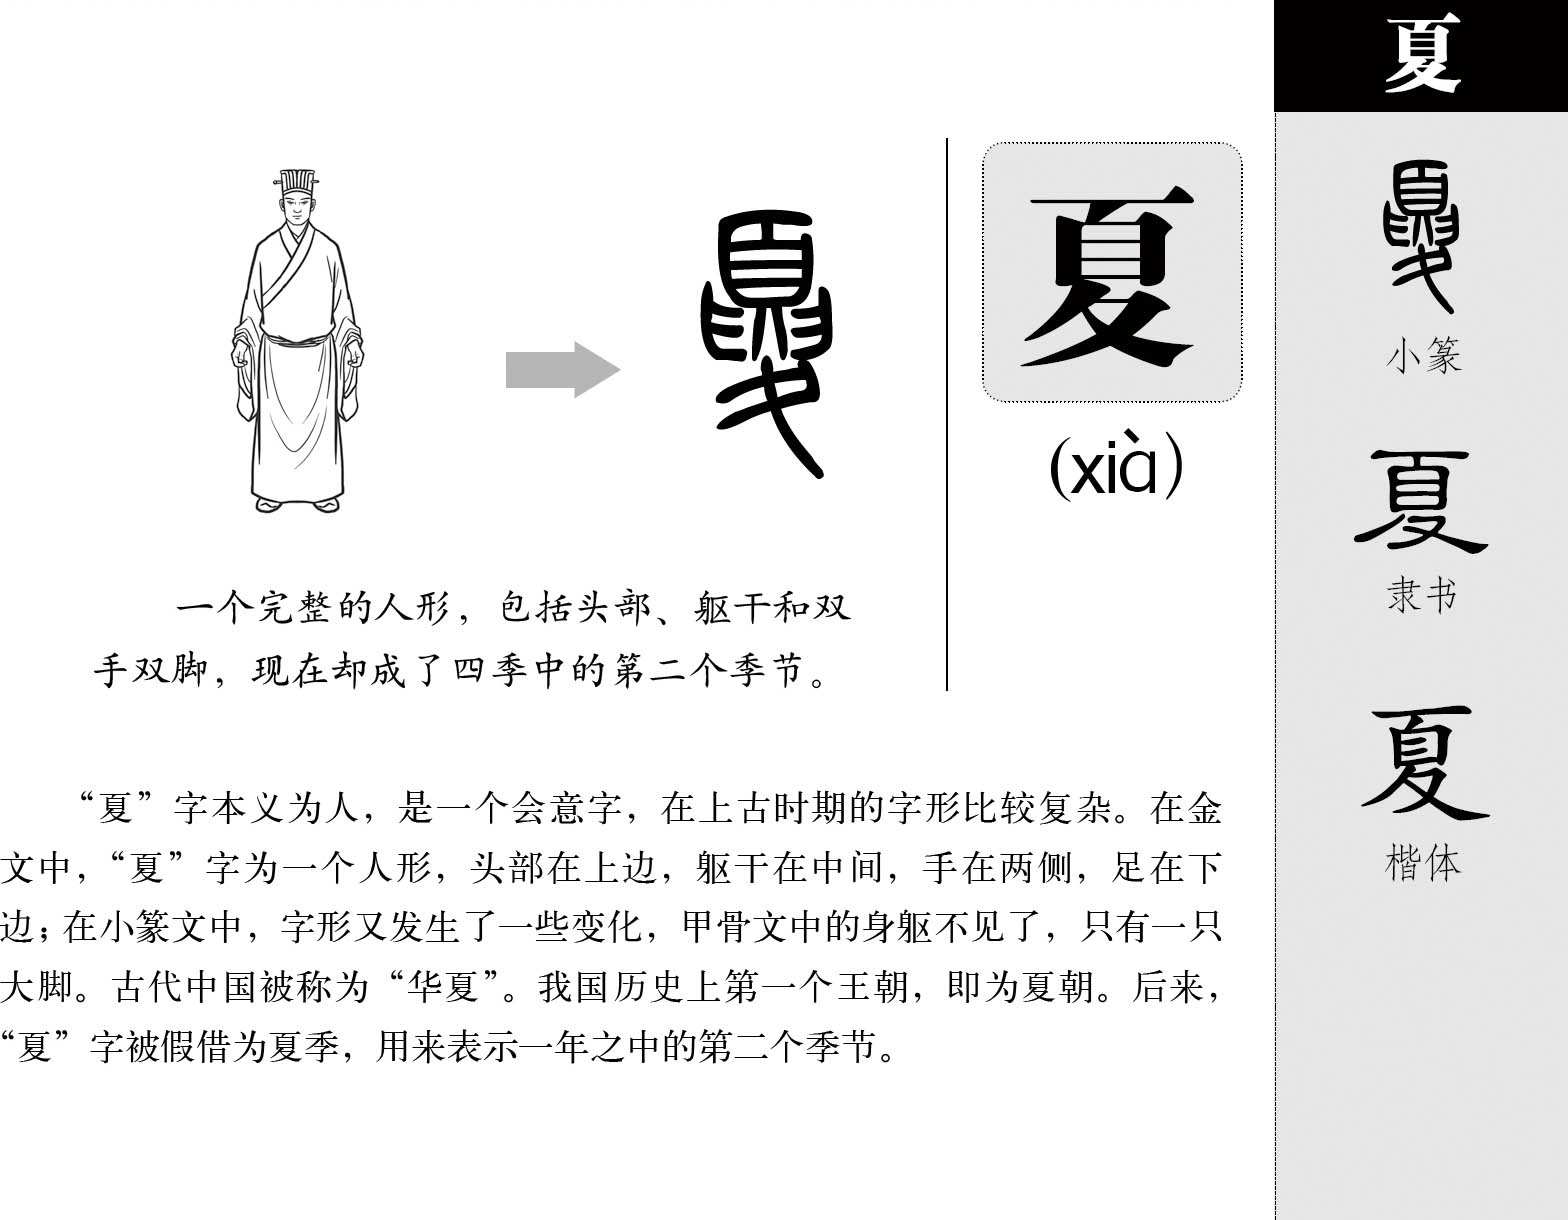 夏
夏
(xià)
一个完整的人形，包括头部、躯干和双
手双脚，现在却成了四季中的第二个季节。
“夏”字本义为人，是一个会意字，在上古时期的字形比较复杂。在金
文中，“夏”字为一个人形，头部在上边，躯干在中间，手在两侧，足在下
边；在小篆文中，字形又发生了一些变化，甲骨文中的身躯不见了，只有一只
大脚。古代中国被称为“华夏”。我国历史上第一个王朝，即为夏朝。后来，
“夏”字被假借为夏季，用来表示一年之中的第二个季节。
夏
夏
小篆
夏
隶书
夏
楷体